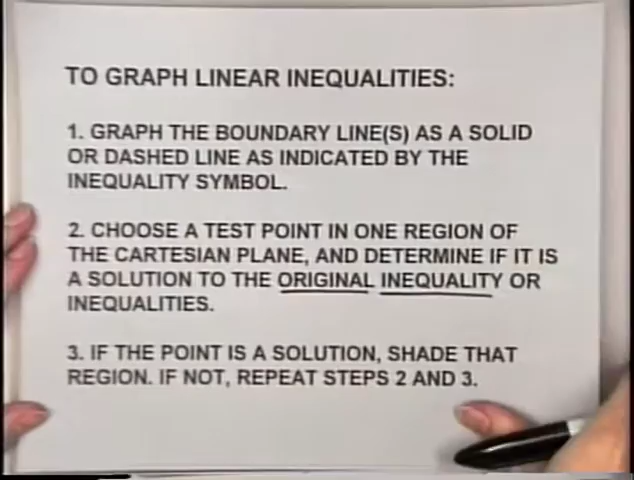 TO GRAPH LINEAR INEQUALITIES:
1. GRAPH THE BOUNDARY LINE(S) AS A SOLID
OR DASHED LINE AS INDICATED BY THE
INEQUALITY SYMBOL.
2. CHOOSE A TEST POINT IN ONE REGION OF
THE CARTESIAN PLANE, AND DETERMINE IF IT IS
A SOLUTION TO THE ORIGINAL INEQUALITY OR
INEQUALITIES.
3. IF THE POINT IS A SOLUTION, SHADE THAT
REGION. IF NOT, REPEAT STEPS 2 AND 3.